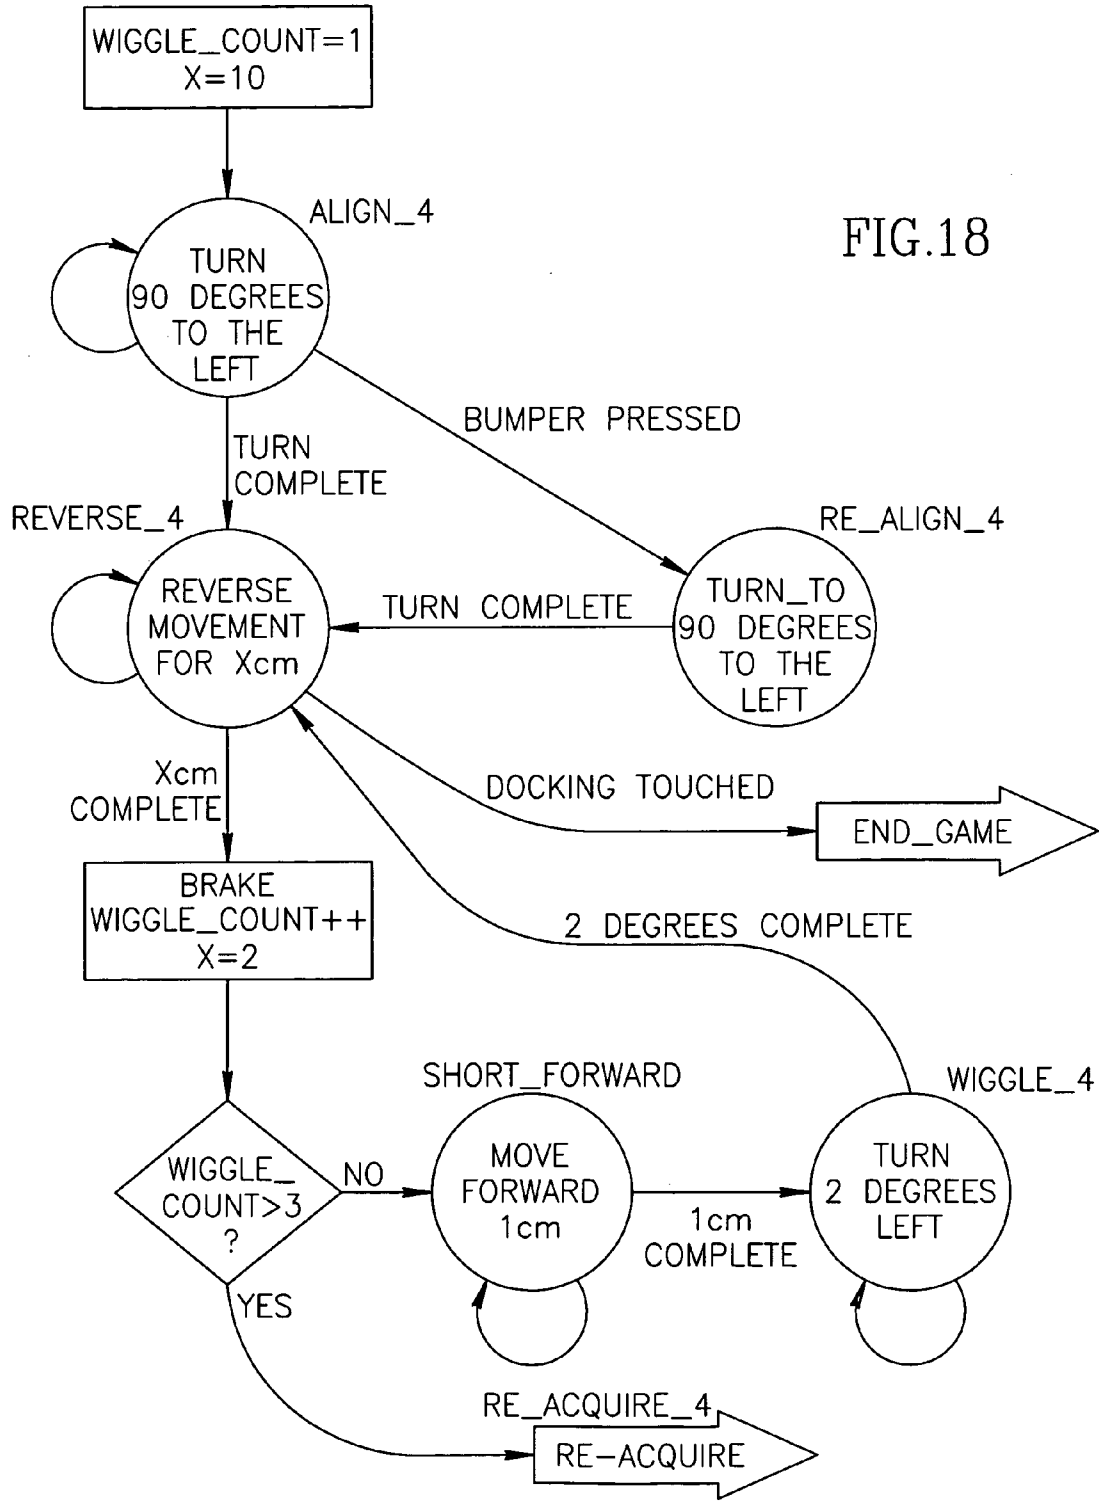 WIGGLE_COUNT=1
X=10
ALIGN_4
FIG.18
TURN
90 DEGREES
TO THE
LEFT
BUMPER PRESSED
TURN
COMPLETE
REVERSE_4
RE_ALIGN_4
REVERSE
MOVEMENT
FOR Xcm
TURN COMPLETE
TURN_TO
90 DEGREES
TO THE
LEFT
Xcm
COMPLETE
DOCKING TOUCHED
END_GAME
BRAKE
WIGGLE_COUNT++
X=2
2 DEGREES COMPLETE
SHORT_FORWARD
WIGGLE_4
WIGGLE_
COUNT>3
?
NO
MOVE
FORWARD
1cm
1cm
COMPLETE
TURN
2 DEGREES
LEFT
YES
RE_ACQUIRE_4
RE-ACQUIRE